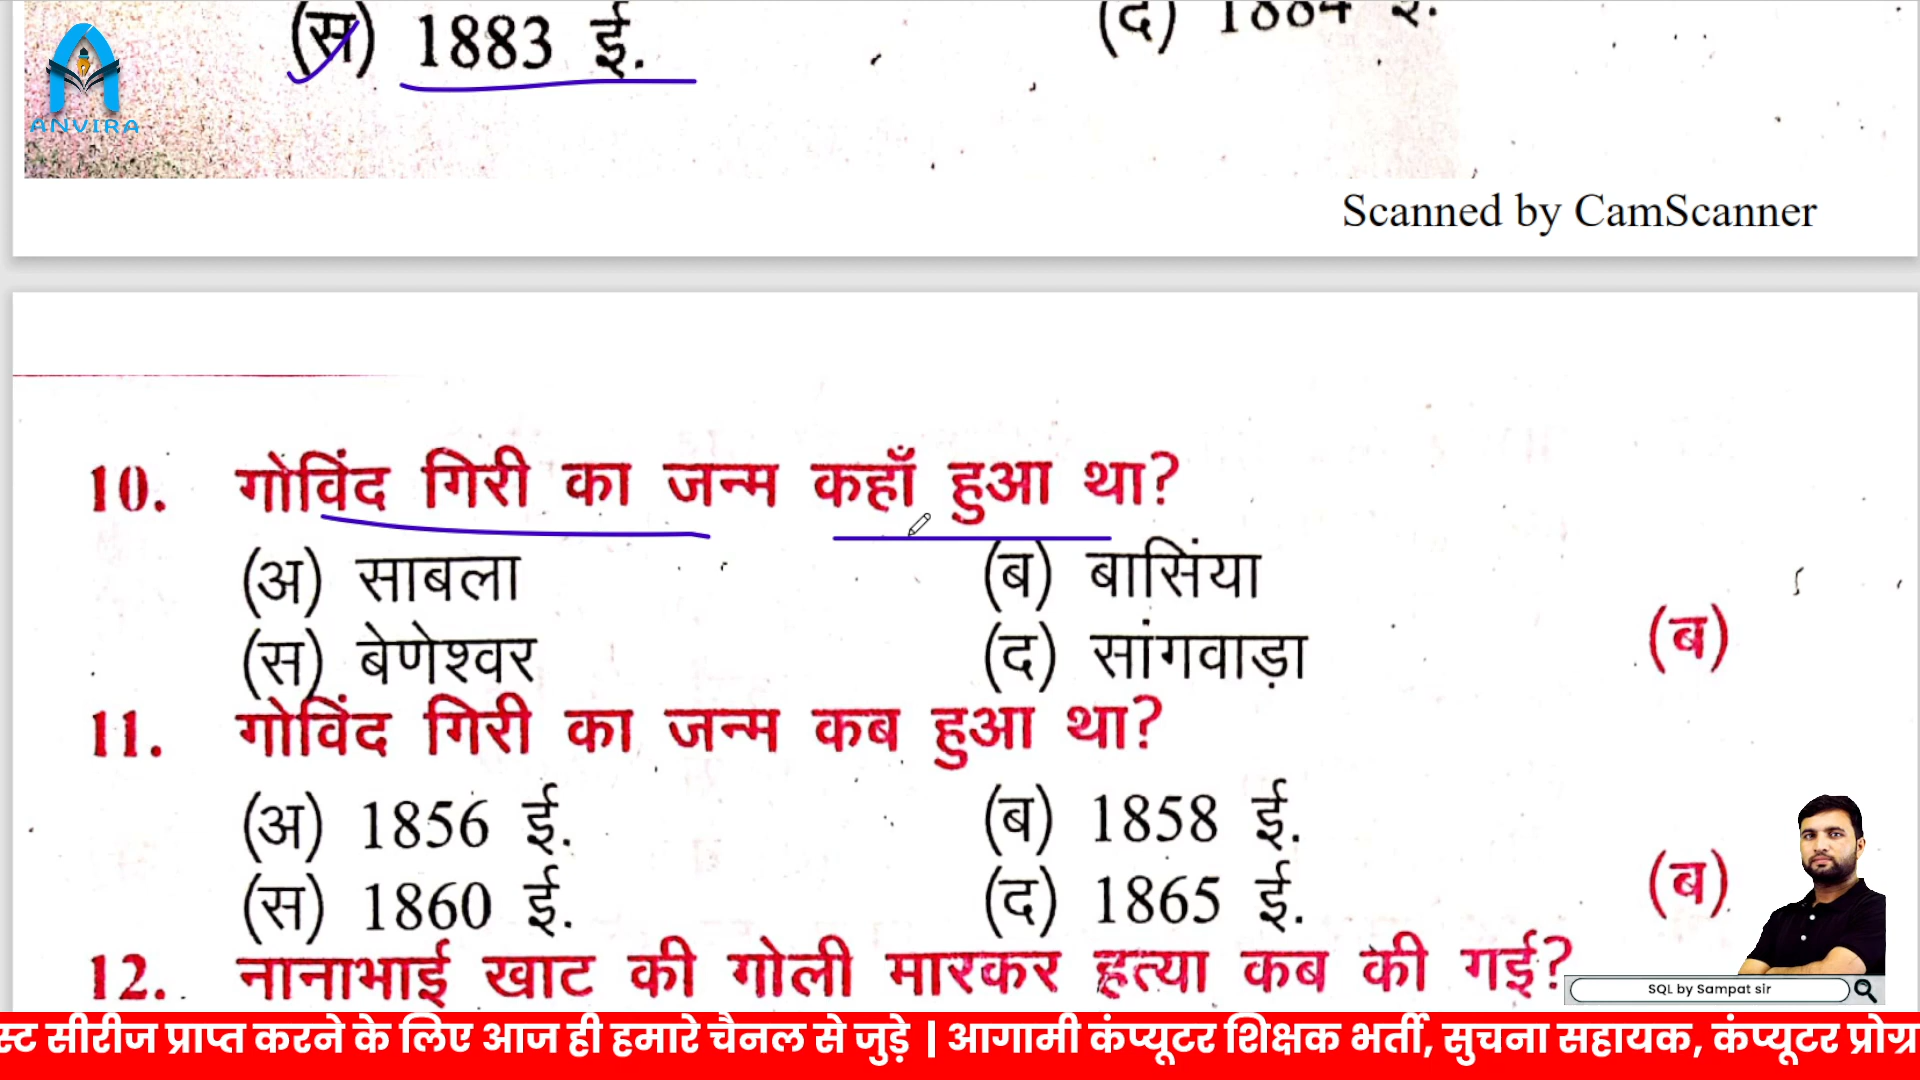 (स) 1883 ई.
(द) 1884 ई.
ANVIRA
Scanned by CamScanner
10. गोविंद गिरी का जन्म कहाँ हुआ था?
(अ) साबला (ब) बासिंया
(स) बेणेश्वर (द) सांगवाड़ा (ब)
11. गोविंद गिरी का जन्म कब हुआ था?
(अ) 1856 ई. (ब) 1858 ई.
(स) 1860 ई. (द) 1865 ई. (ब)
12. नानाभाई खाट की गोली मारकर हत्या कब की गई?
SQL by Sampat sir
स्ट सीरीज प्राप्त करने के लिए आज ही हमारे चैनल से जुड़े | आगामी कंप्यूटर शिक्षक भर्ती, सुचना सहायक, कंप्यूटर प्रोग्र